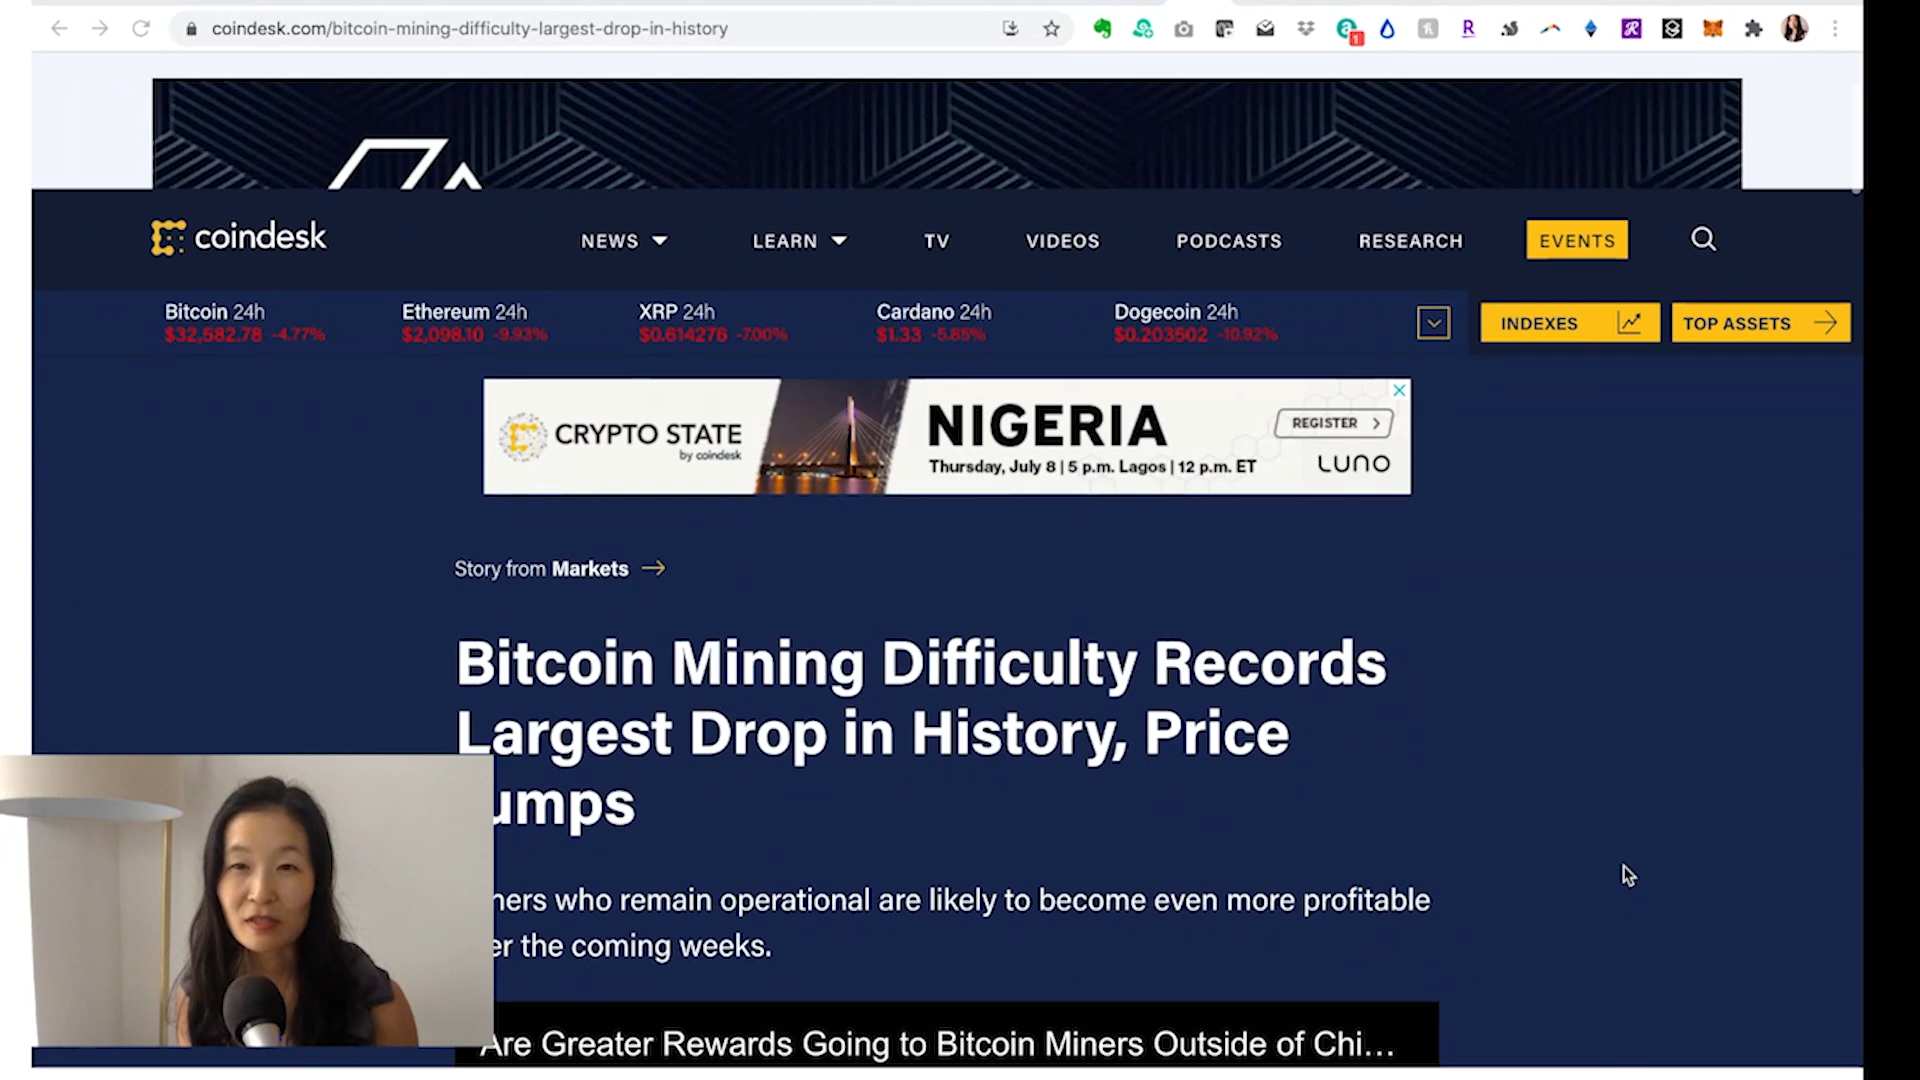 coindesk.com/bitcoin-mining-difficulty-largest-drop-in-history
coindesk
NEWS LEARN TV VIDEOS PODCASTS RESEARCH EVENTS
Bitcoin 24h Ethereum 24h XRP 24h Cardano 24h Dogecoin 24h
$32,582.78 -4.77% $2,098.10 -9.93% $0.614276 -7.00% $1.33 -5.85% $0.203502 -10.92%
INDEXES TOP ASSETS
CRYPTO STATE
by coindesk
NIGERIA
Thursday, July 8 | 5 p.m. Lagos | 12 p.m. ET
REGISTER >
LUNO
Story from Markets
Bitcoin Mining Difficulty Records
Largest Drop in History, Price
umps
ners who remain operational are likely to become even more profitable
er the coming weeks.
Are Greater Rewards Going to Bitcoin Miners Outside of Chi...